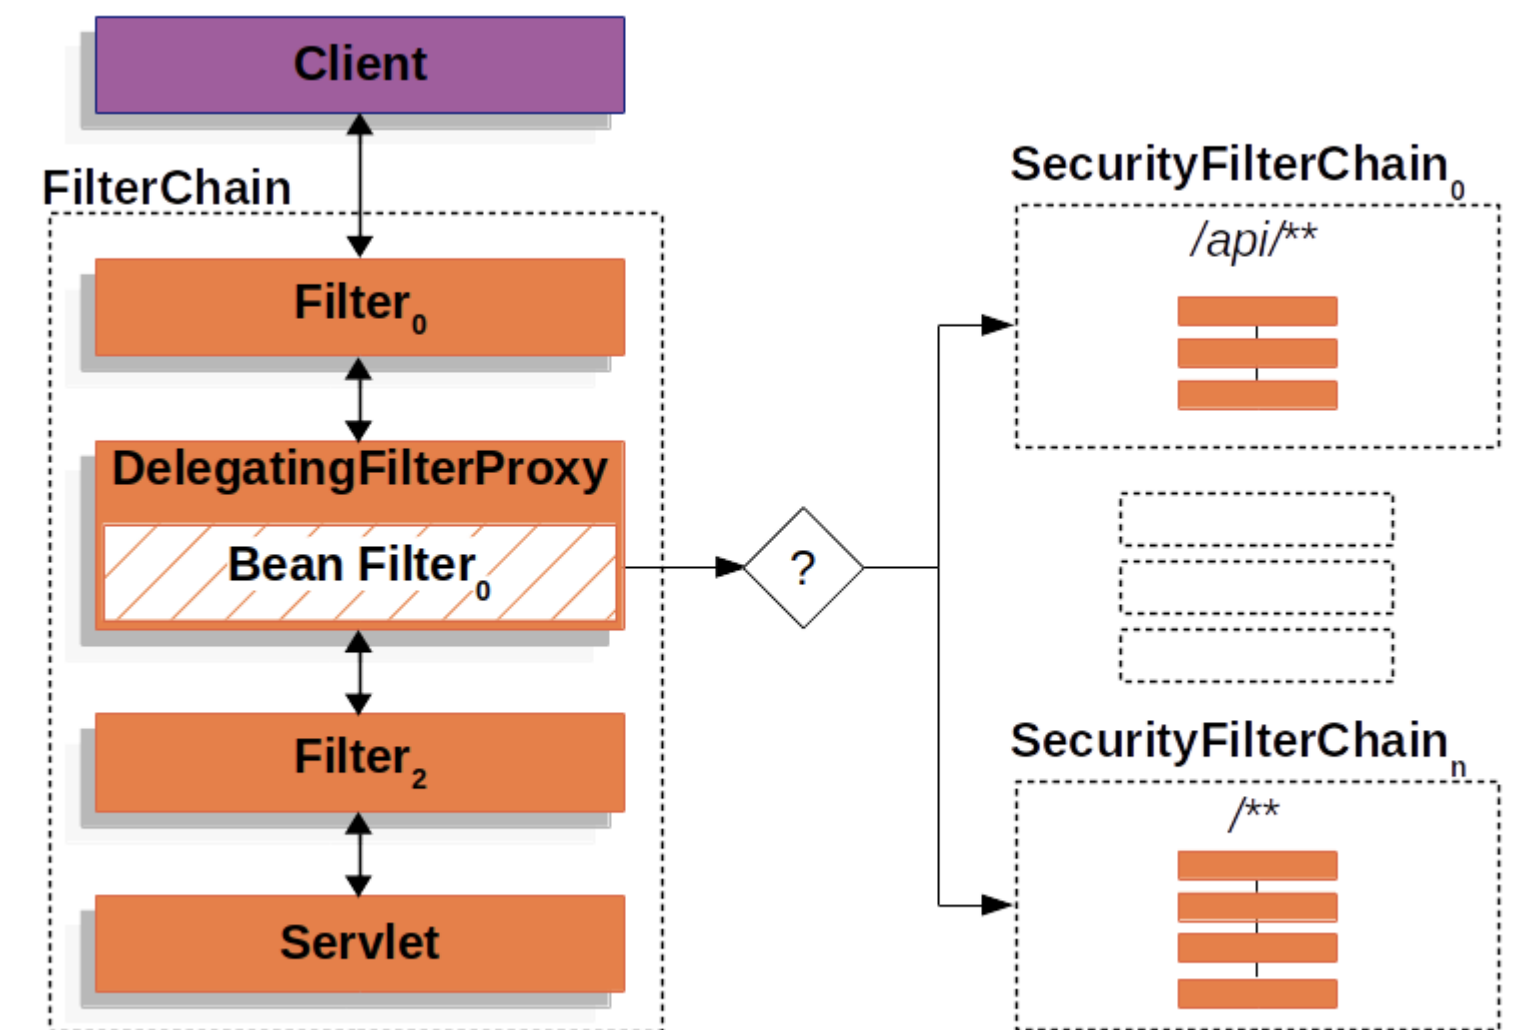 Client
FilterChain
Filter0
DelegatingFilterProxy
Bean Filter0
Filter2
Servlet
?
SecurityFilterChain0
/api/**
SecurityFilterChainn
/**